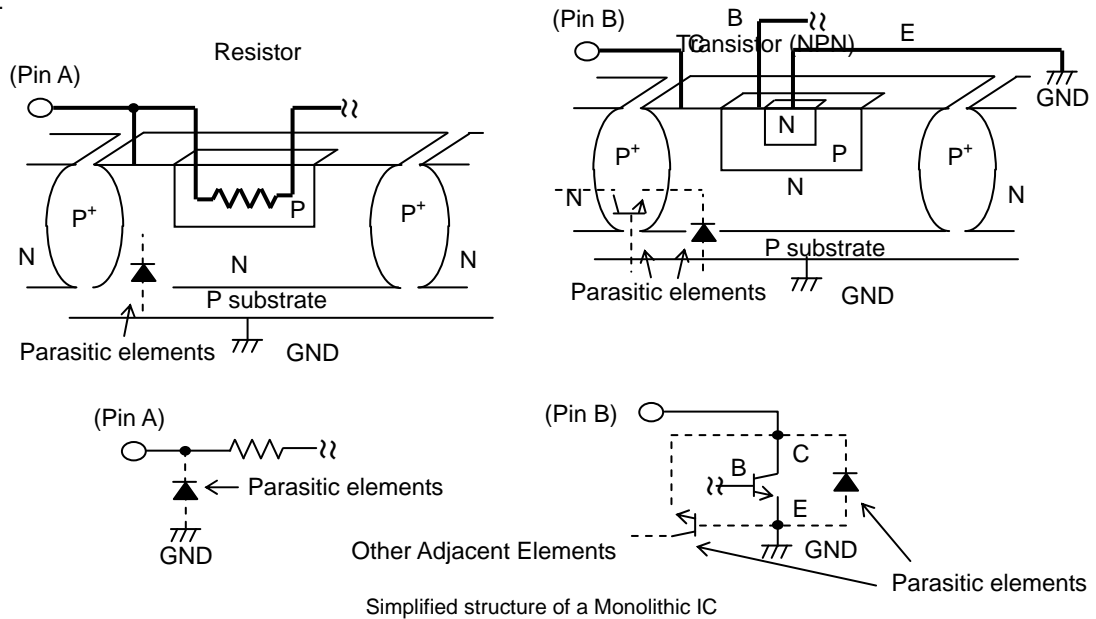 Resistor
(Pin A)
P+
N
P
N
P+
N
P substrate
Parasitic elements
GND
(Pin B)
B
Transistor (NPN)
C
E
GND
P+
N
P
N
P+
N
N
P substrate
Parasitic elements
GND
(Pin A)
Parasitic elements
GND
(Pin B)
C
B
E
GND
Other Adjacent Elements
Parasitic elements
Simplified structure of a Monolithic IC